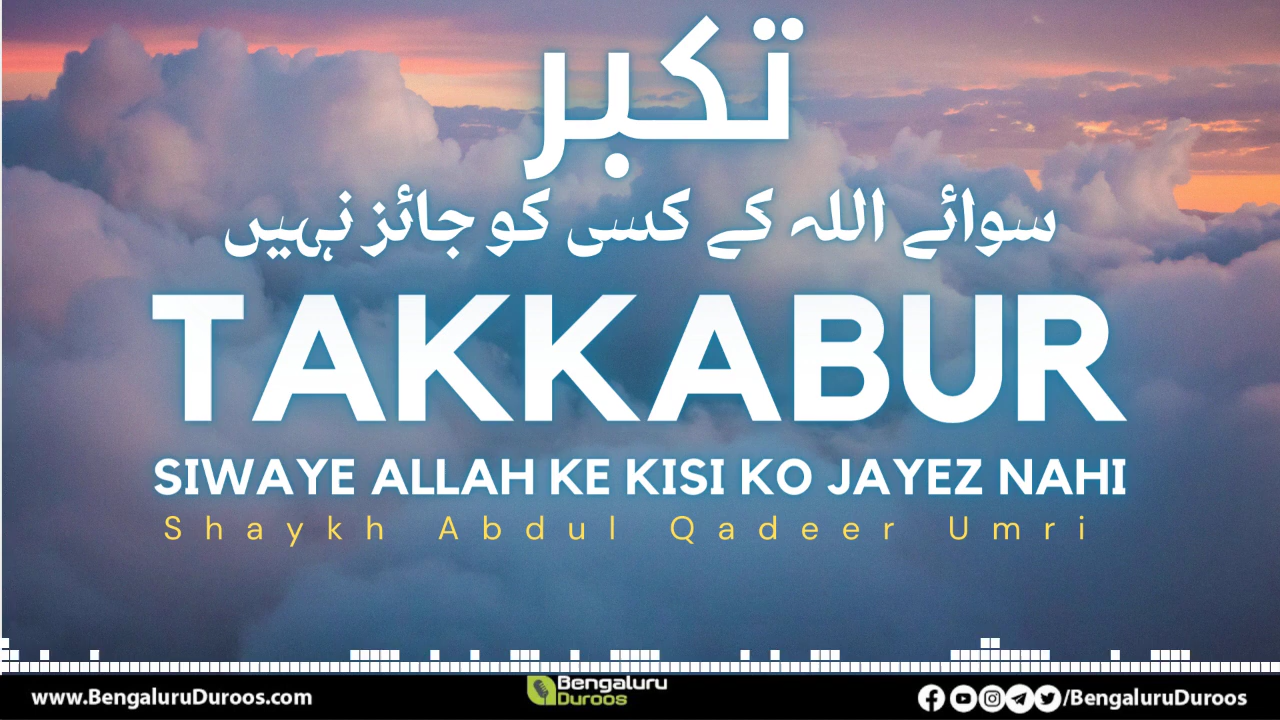 تکبر
سوائے اللہ کے کسی کو جائز نہیں
TAKKABUR
SIWAYE ALLAH KE KISI KO JAYEZ NAHI
Shaykh Abdul Qadeer Umri
www.BengaluruDuroos.com
Bengaluru
Duroos
/BengaluruDuroos